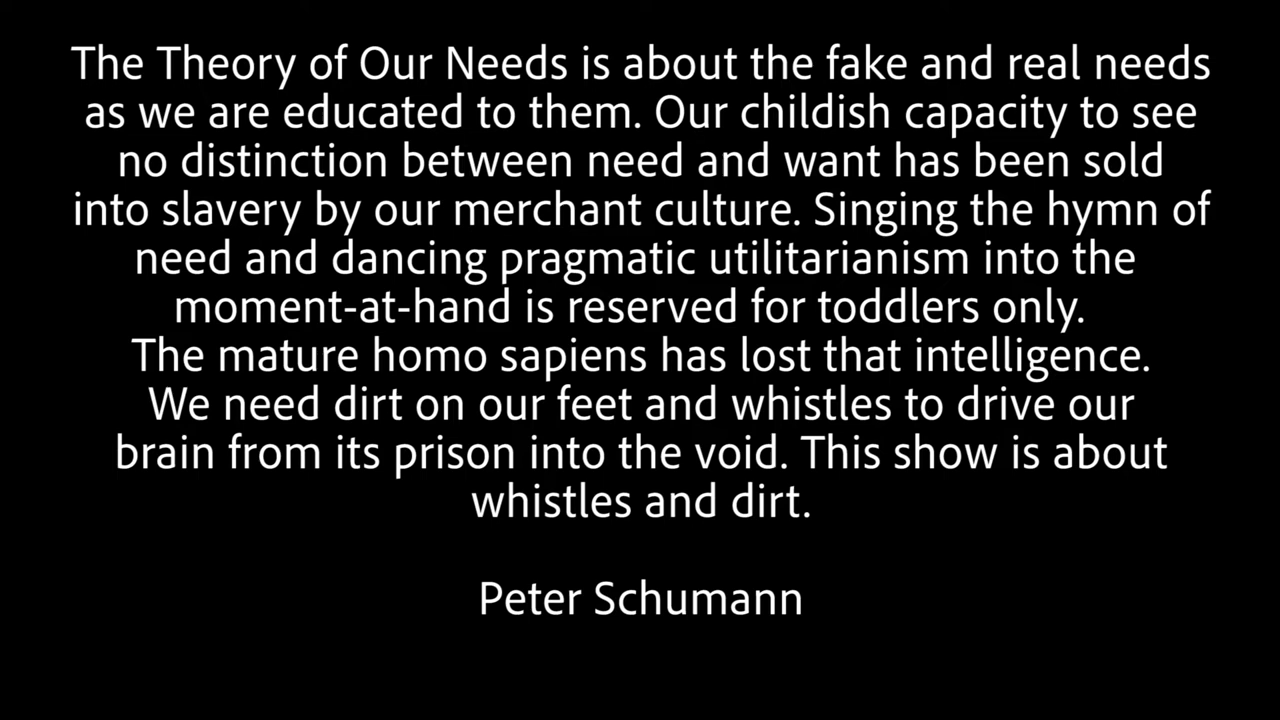 The Theory of Our Needs is about the fake and real needs
as we are educated to them. Our childish capacity to see
no distinction between need and want has been sold
into slavery by our merchant culture. Singing the hymn of
need and dancing pragmatic utilitarianism into the
moment-at-hand is reserved for toddlers only.
The mature homo sapiens has lost that intelligence.
We need dirt on our feet and whistles to drive our
brain from its prison into the void. This show is about
whistles and dirt.
Peter Schumann